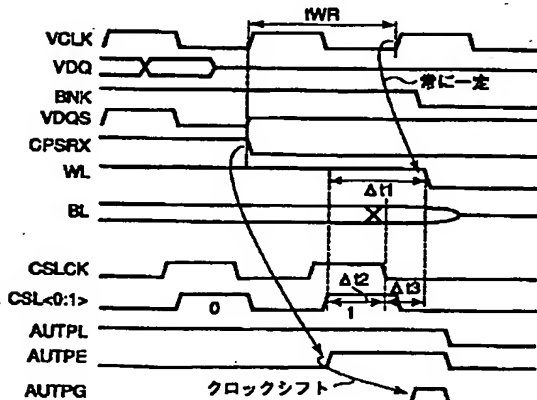 tWR
VCLK
VDQ
常に一定
BNK
VDQS
CPSRX
WL
Δt1
BL
CSLCK
Δt2
Δt3
CSL<0:1>
0
1
AUTPL
AUTPE
クロックシフト
AUTPG